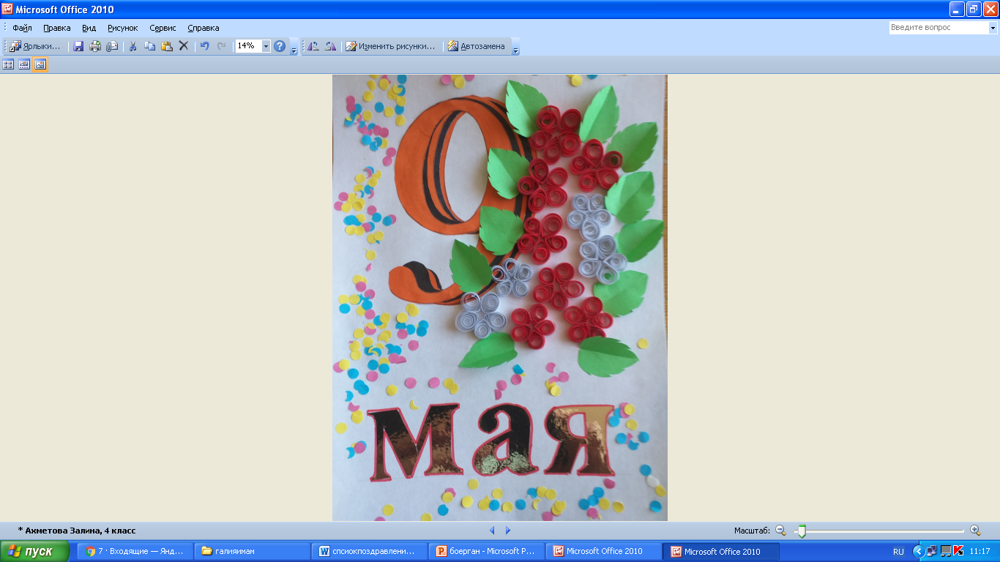 Microsoft Office 2010
Файл Правка Вид Рисунок Сервис Справка
Введите вопрос
Ярлыки...
14%
Изменить рисунки...
Автозамена
9
мая
* Ахметова Залина, 4 класс
Масштаб:
пуск
7 · Входящие — Янд...
галияимам
спсиокпоздравлени...
боерган - Microsoft P...
Microsoft Office 2010
Microsoft Office 2010
RU
11:17